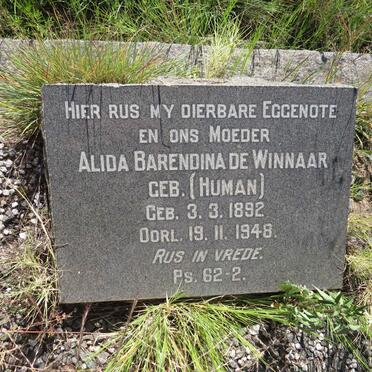 HIER RUS MY DIERBARE EGGENOTE
EN ONS MOEDER
ALIDA BARENDINA DE WINNAAR
GEB. (HUMAN)
GEB. 3. 3. 1892
OORL. 19. 11. 1948.
RUS IN VREDE.
PS. 62-2.